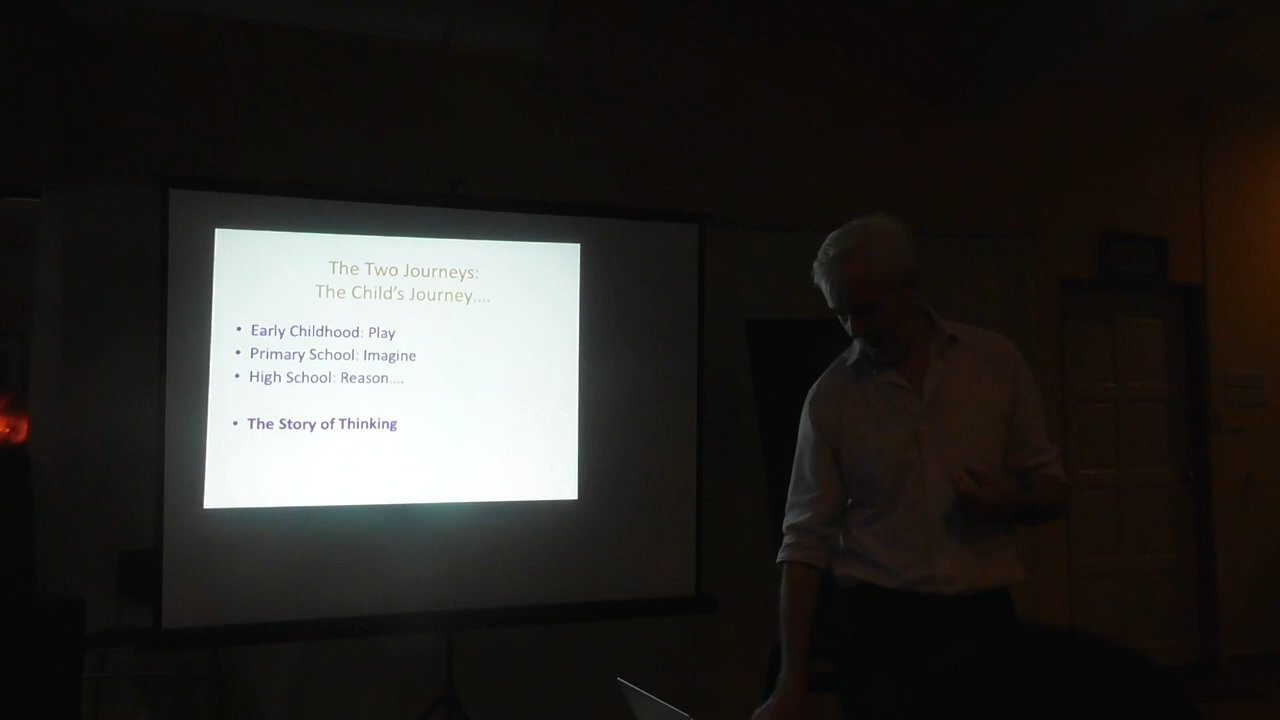 The Two Journeys:
The Child's Journey....
• Early Childhood: Play
• Primary School: Imagine
• High School: Reason....
• The Story of Thinking